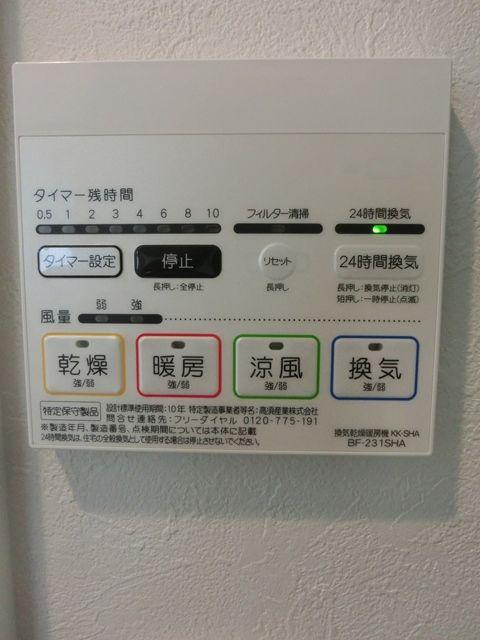 タイマー残時間
0.5 1 2 3 4 6 8 10
フィルター清掃
24時間換気
タイマー設定
停止
リセット
24時間換気
長押し:全停止
長押し
長押し:換気停止(消灯)
短押し:一時停止(点滅)
風量
弱 強
乾燥
強/弱
暖房
強/弱
涼風
強/弱
換気
強/弱
特定保守製品
設計標準使用期間:10年 特定製造事業者等名:高須産業株式会社
問合せ連絡先:フリーダイヤル 0120-775-191
※製造年月、製造番号、点検期間については本体に記載
24時間換気は、住宅の全般換気として使用する場合は停止させないでください。
換気乾燥暖房機 KK-SHA
BF-231SHA